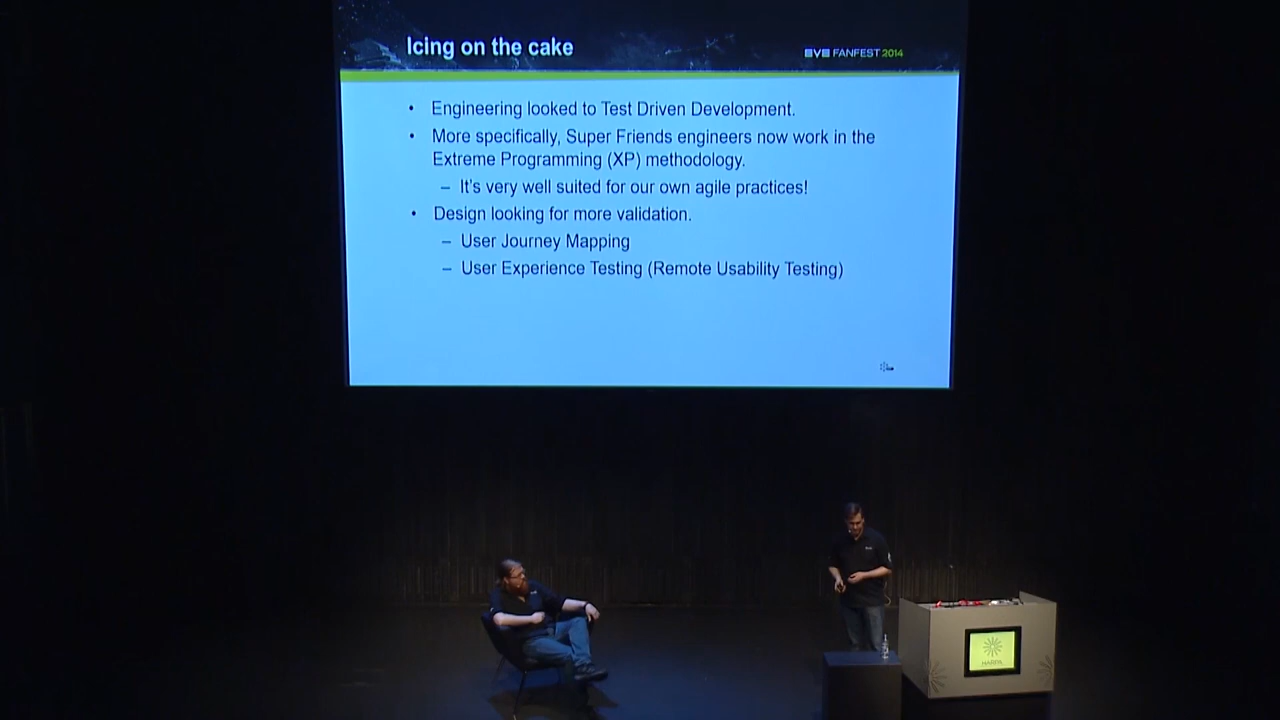 Icing on the cake
EVE FANFEST 2014
• Engineering looked to Test Driven Development.
• More specifically, Super Friends engineers now work in the
Extreme Programming (XP) methodology.
– It's very well suited for our own agile practices!
• Design looking for more validation.
– User Journey Mapping
– User Experience Testing (Remote Usability Testing)
HARPA